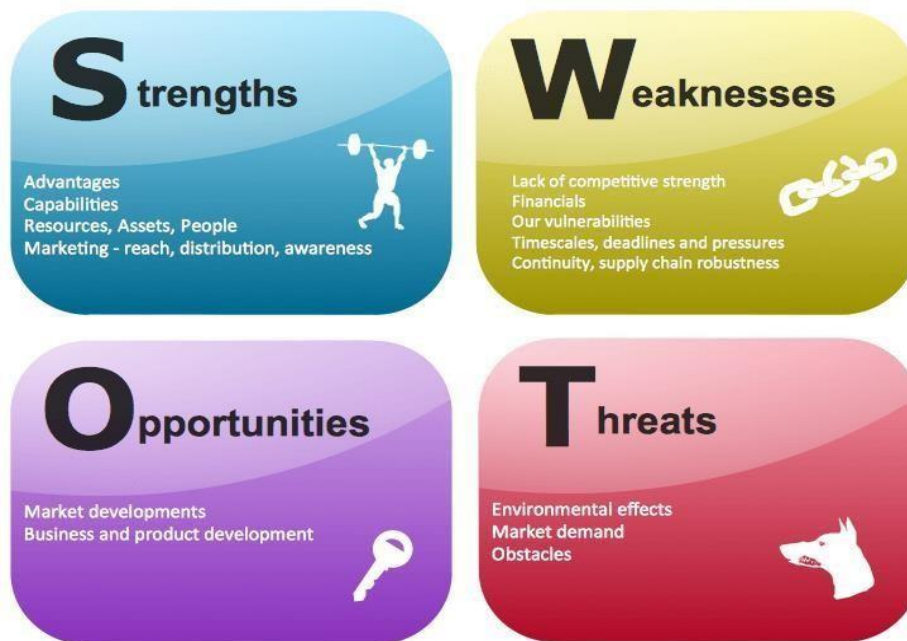 Strengths
Advantages
Capabilities
Resources, Assets, People
Marketing - reach, distribution, awareness
Weaknesses
Lack of competitive strength
Financials
Our vulnerabilities
Timescales, deadlines and pressures
Continuity, supply chain robustness
Opportunities
Market developments
Business and product development
Threats
Environmental effects
Market demand
Obstacles